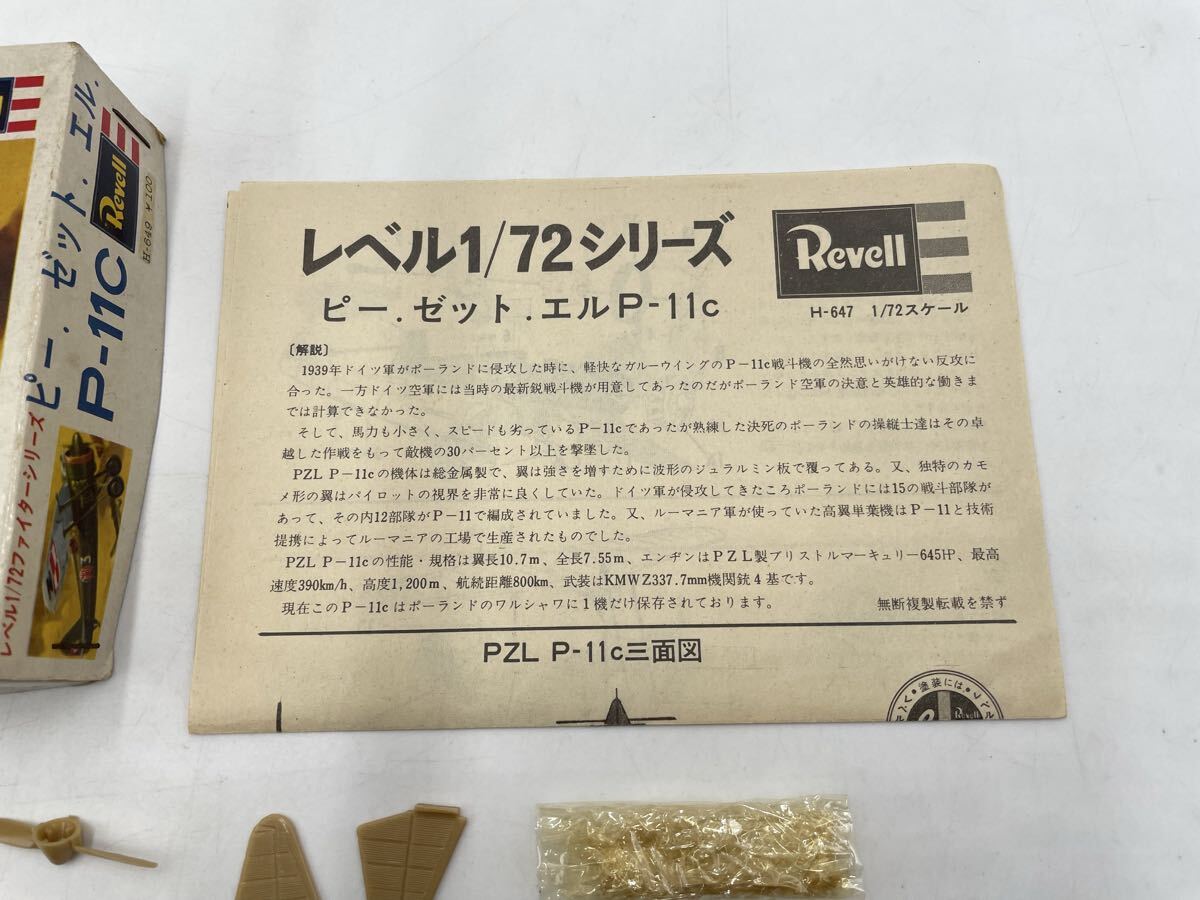 ピー．ゼット．エル．
P-11C
Revell
H-649 ¥100
レベル1/72ファイターシリーズ
レベル1/72シリーズ
ピー．ゼット．エルP-11c
Revell
H-647 1/72スケール
〔解説〕
1939年ドイツ軍がポーランドに侵攻した時に、軽快なガルーウイングのP-11c戦斗機の全然思いがけない反攻に
合った。一方ドイツ空軍には当時の最新鋭戦斗機が用意してあったのだがポーランド空軍の決意と英雄的な働きま
では計算できなかった。
そして、馬力も小さく、スピードも劣っているP-11cであったが熟練した決死のポーランドの操縦士達はその卓
越した作戦をもって敵機の30パーセント以上を撃墜した。
PZL P-11cの機体は総金属製で、翼は強さを増すために波形のジュラルミン板で覆ってある。又、独特のカモ
メ形の翼はパイロットの視界を非常に良くしていた。ドイツ軍が侵攻してきたころポーランドには15の戦斗部隊が
あって、その内12部隊がP-11で編成されていました。又、ルーマニア軍が使っていた高翼単葉機はP-11と技術
提携によってルーマニアの工場で生産されたものでした。
PZL P-11cの性能・規格は翼長10.7m、全長7.55m、エンヂンはPZL製ブリストルマーキュリー645HP、最高
速度390km/h、高度1,200m、航続距離800km、武装はKMWZ337.7mm機関銃4基です。
現在このP-11cはポーランドのワルシャワに1機だけ保存されております。 無断複製転載を禁ず
PZL P-11c三面図
塗装には
Revell